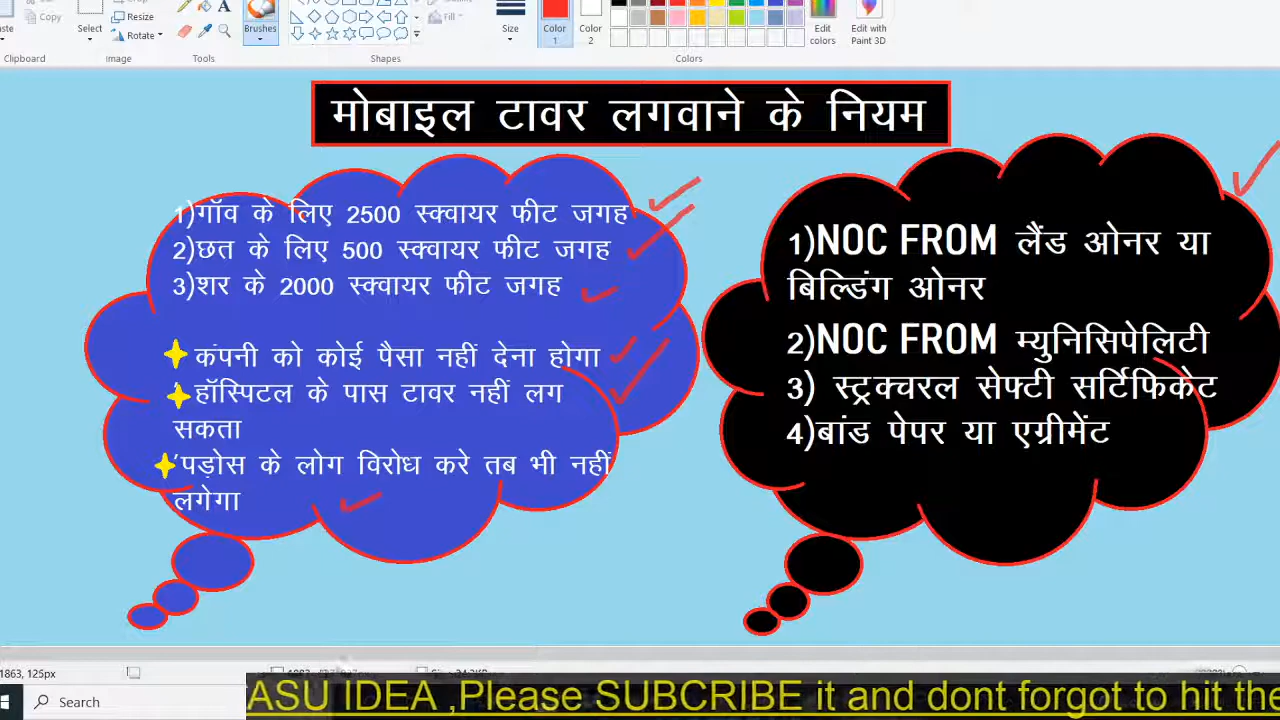 Copy
Resize
Select
Rotate
Brushes
Size
Color
1
Color
2
Fill
Edit
colors
Edit with
Paint 3D
Clipboard
Image
Tools
Shapes
Colors
मोबाइल टावर लगवाने के नियम
1)गॉव के लिए 2500 स्क्वायर फीट जगह
2)छत के लिए 500 स्क्वायर फीट जगह
3)शर के 2000 स्क्वायर फीट जगह
कंपनी को कोई पैसा नहीं देना होगा
हॉस्पिटल के पास टावर नहीं लग
सकता
पड़ोस के लोग विरोध करे तब भी नहीं
लगेगा
1)NOC FROM लैंड ओनर या
बिल्डिंग ओनर
2)NOC FROM म्युनिसिपेलिटी
3) स्ट्रक्चरल सेफ्टी सर्टिफिकेट
4)बांड पेपर या एग्रीमेंट
1863, 125px
Search
ASU IDEA ,Please SUBCRIBE it and dont forgot to hit the